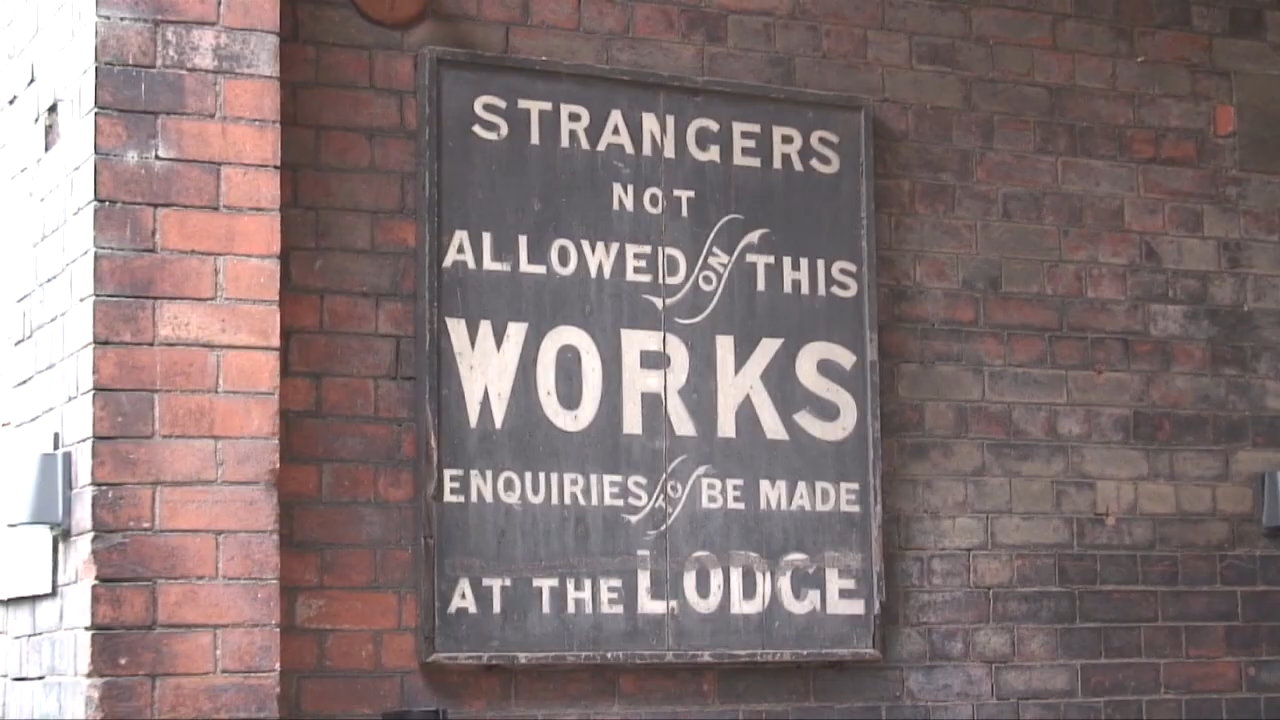 STRANGERS
NOT
ALLOWED ON THIS
WORKS
ENQUIRIES TO BE MADE
AT THE LODGE